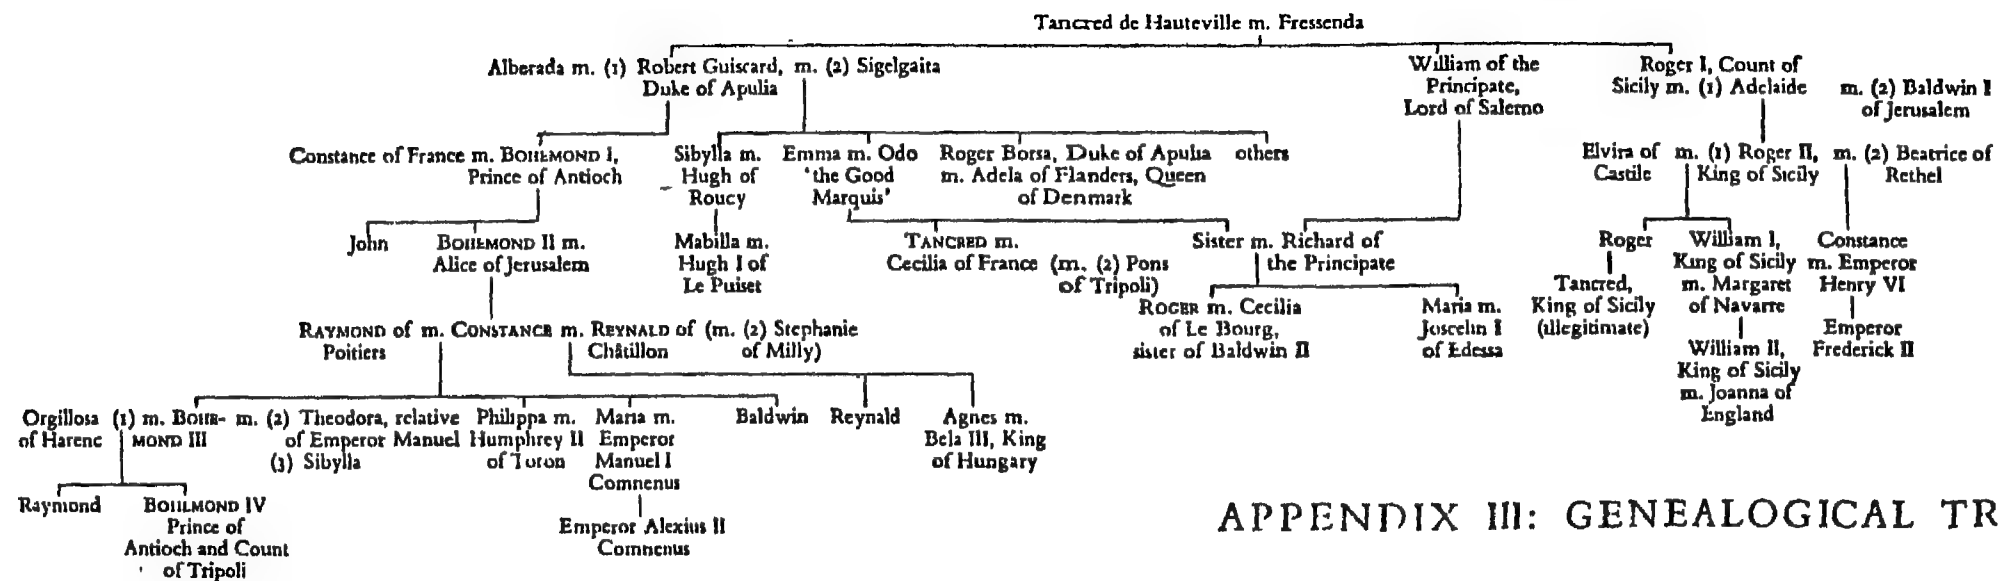 Tancred de Hauteville m. Fressenda
Alberada m. (1) Robert Guiscard, m. (2) Sigelgaita
Duke of Apulia
William of the
Principate,
Lord of Salerno
Roger I, Count of
Sicily m. (1) Adelaide
m. (2) Baldwin I
of Jerusalem
Constance of France m. BOHEMOND I,
Prince of Antioch
Sibylla m.
Hugh of
Roucy
Emma m. Odo
'the Good
Marquis'
Roger Borsa, Duke of Apulia
m. Adela of Flanders, Queen
of Denmark
others
Elvira of
Castile
m. (1) Roger II,
King of Sicily
m. (2) Beatrice of
Rethel
John
BOHEMOND II m.
Alice of Jerusalem
Mabilla m.
Hugh I of
Le Puiset
TANCRED m.
Cecilia of France
(m. (2) Pons
of Tripoli)
Sister m. Richard of
the Principate
Roger
Tancred,
King of Sicily
(illegitimate)
William I,
King of Sicily
m. Margaret
of Navarre
Constance
m. Emperor
Henry VI
ROGER m. Cecilia
of Le Bourg,
sister of Baldwin II
Maria m.
Joscelin I
of Edessa
William II,
King of Sicily
m. Joanna of
England
Emperor
Frederick II
RAYMOND of m. CONSTANCE m. REYNALD of (m. (2) Stephanie
Poitiers
Châtillon
of Milly)
Orgillosa (1) m. BOHE- m. (2) Theodora, relative
of Harenc
MOND III
of Emperor Manuel
(3) Sibylla
Philippa m.
Humphrey II
of Toron
Maria m.
Emperor
Manuel I
Comnenus
Baldwin
Reynald
Agnes m.
Bela III, King
of Hungary
Raymond
BOHEMOND IV
Prince of
Antioch and Count
of Tripoli
Emperor Alexius II
Comnenus
APPENDIX III: GENEALOGICAL TR